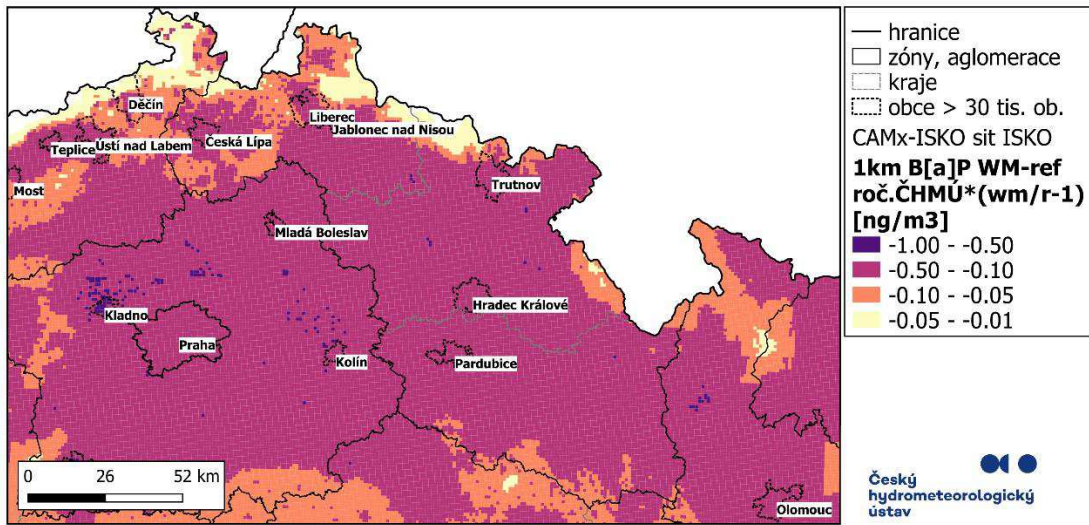 Děčín
Liberec
Jablonec nad Nisou
Teplice
Ústí nad Labem
Česká Lípa
Most
Trutnov
Mladá Boleslav
Hradec Králové
Kladno
Praha
Kolín
Pardubice
Olomouc
0 26 52 km
hranice
zóny, aglomerace
kraje
obce > 30 tis. ob.
CAMx-ISKO sit ISKO
1km B[a]P WM-ref
roč.ČHMÚ*(wm/r-1)
[ng/m3]
-1.00 - -0.50
-0.50 - -0.10
-0.10 - -0.05
-0.05 - -0.01
Český
hydrometeorologický
ústav